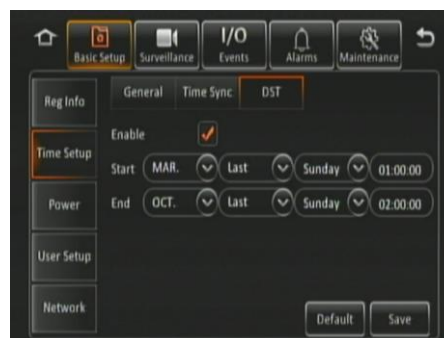 Basic Setup
Surveillance
I/O
Events
Alarms
Maintenance
General Time Sync DST
Reg Info
Time Setup
Power
User Setup
Network
Enable
Start MAR. Last Sunday 01:00:00
End OCT. Last Sunday 02:00:00
Default Save